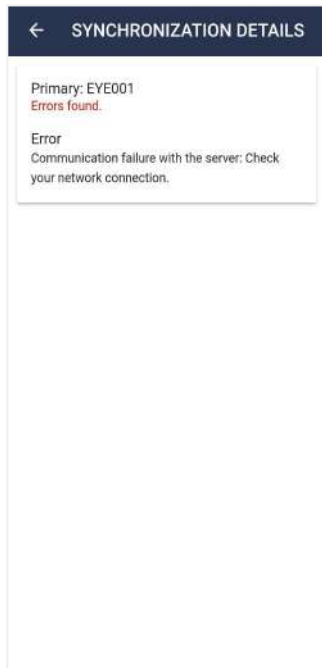 SYNCHRONIZATION DETAILS
Primary: EYE001
Errors found.
Error
Communication failure with the server: Check
your network connection.